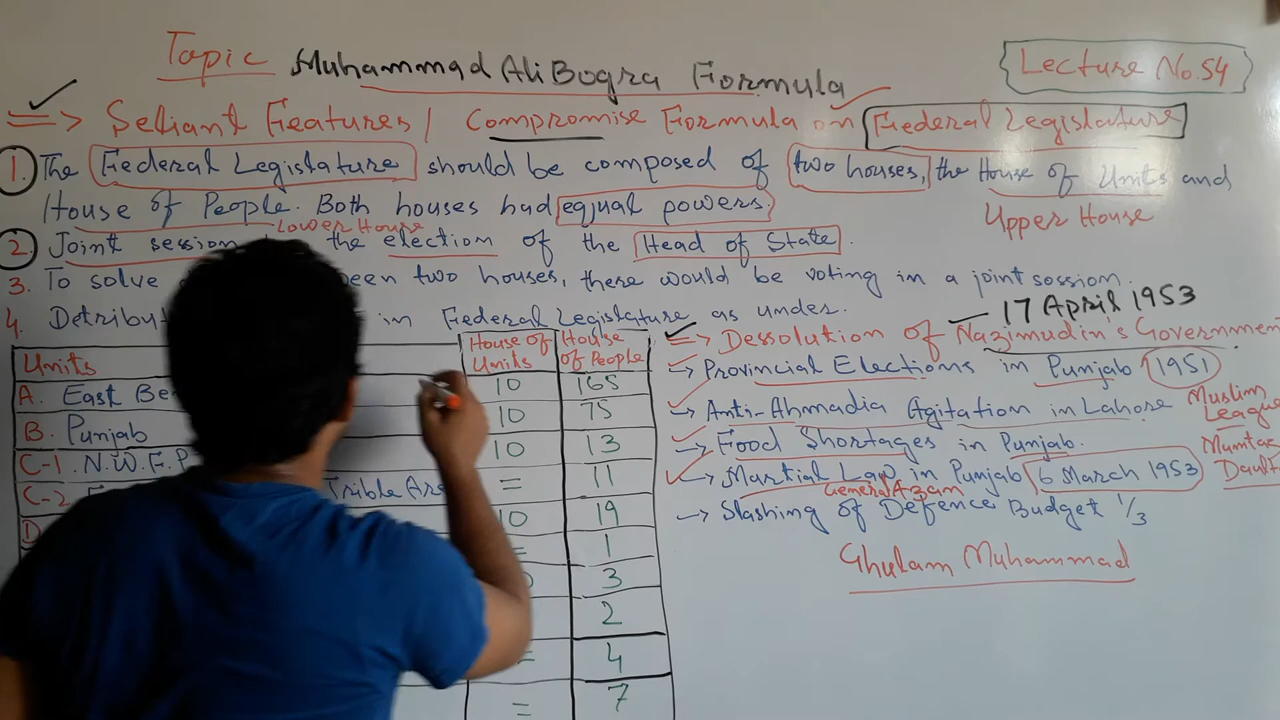 Topic Muhammad Ali Bogra Formula
Lecture No.54
=> Seliant Features / Compromise Formula on Federal Legislature
1. The Federal Legislature should be composed of two houses, the House of Units and
House of People. Both houses had eqjual powers.
Lower House
Upper House
2. Joint session the election of the Head of State.
3. To solve een two houses, there would be voting in a joint sossion.
4. Detribut in Federal Legislature as under.
17 April 1953
Units House of Units House of People
A. East Be 10 165
B. Punjab 10 75
C-1. N.W.F.P 10 13
C-2 Trible Are = 11
D 10 19
= 1
3
2
= 4
= 7
=> Dessolution of Nazimudin's Government
-> Provincial Elections in Punjab 1951
-> Anti-Ahmadia Agitation in Lahore
Muslim
League
-> Food Shortages in Punjab.
Mumtaz
Dault
-> Martial Law in Punjab 6 March 1953
General Azam
-> Slashing of Defence Budget 1/3
Ghulam Muhammad